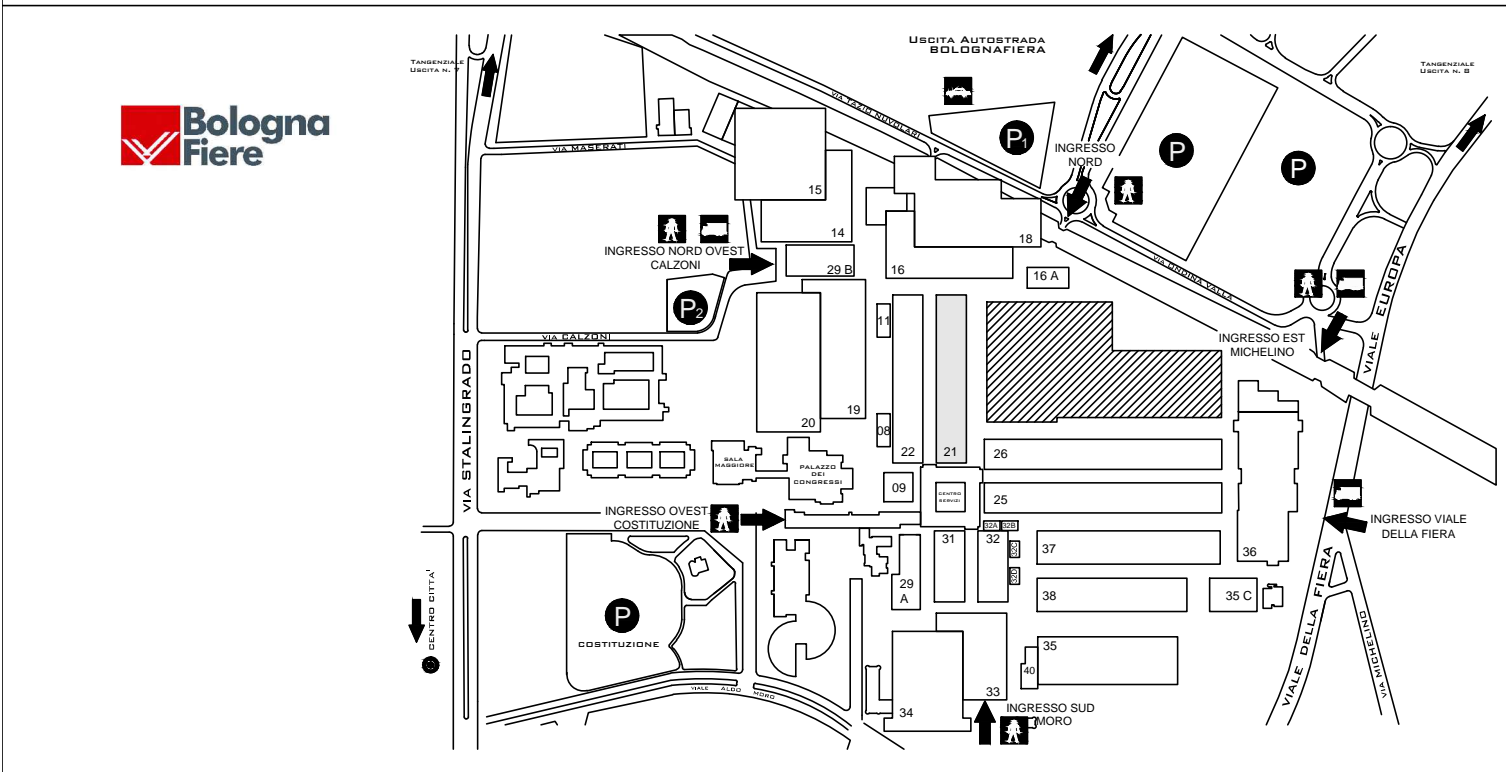 Bologna
Fiere
TANGENZIALE
USCITA N. 7
USCITA AUTOSTRADA
BOLOGNAFIERA
TANGENZIALE
USCITA N. 8
VIA TAZIO NUVOLARI
P1
INGRESSO
NORD
P
P
VIA MASERATI
15
14
18
INGRESSO NORD OVEST
CALZONI
29 B
16
16 A
VIA ONDINA VALLA
VIALE EUROPA
P2
11
VIA CALZONI
INGRESSO EST
MICHELINO
VIA STALINGRADO
19
20
08
22
21
26
SALA
MAGGIORE
PALAZZO
DEI
CONGRESSI
09
CENTRO
SERVIZI
25
INGRESSO OVEST
COSTITUZIONE
32A
32B
INGRESSO VIALE
DELLA FIERA
31
32
32C
37
36
32D
29
A
38
35 C
CENTRO CITTA'
P
COSTITUZIONE
VIALE DELLA FIERA
VIA MICHELINO
35
40
VIALE ALDO MORO
33
34
INGRESSO SUD
MORO